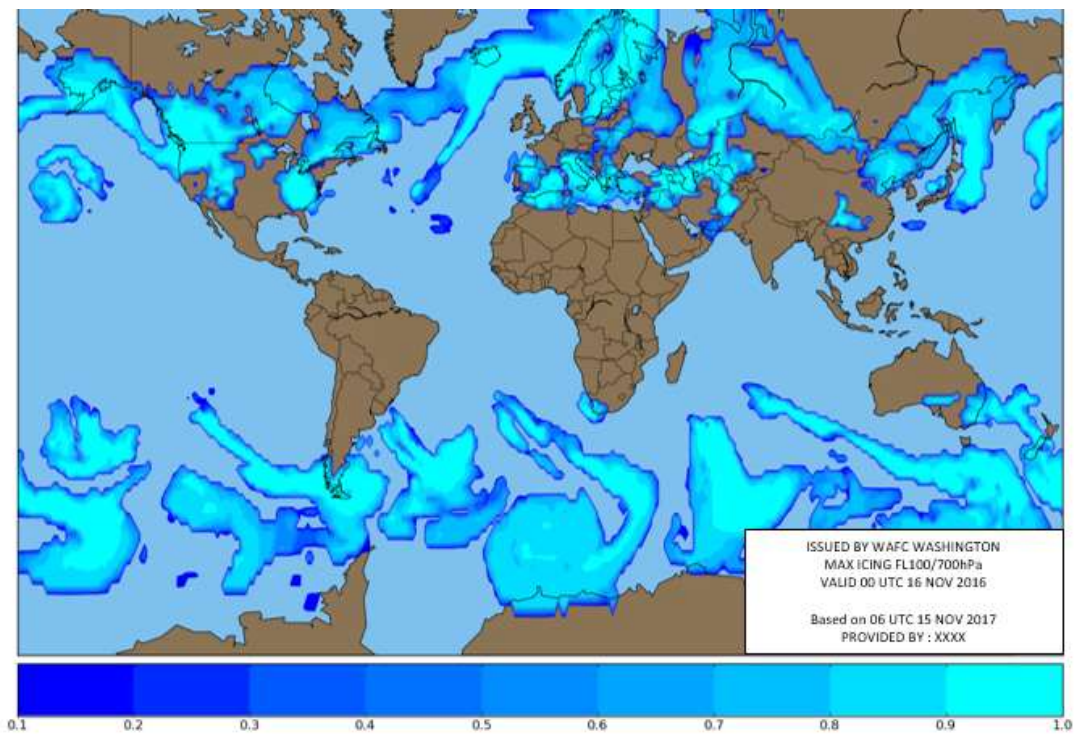 ISSUED BY WAFC WASHINGTON
MAX ICING FL100/700hPa
VALID 00 UTC 16 NOV 2016
Based on 06 UTC 15 NOV 2017
PROVIDED BY : XXXX
0.1 0.2 0.3 0.4 0.5 0.6 0.7 0.8 0.9 1.0